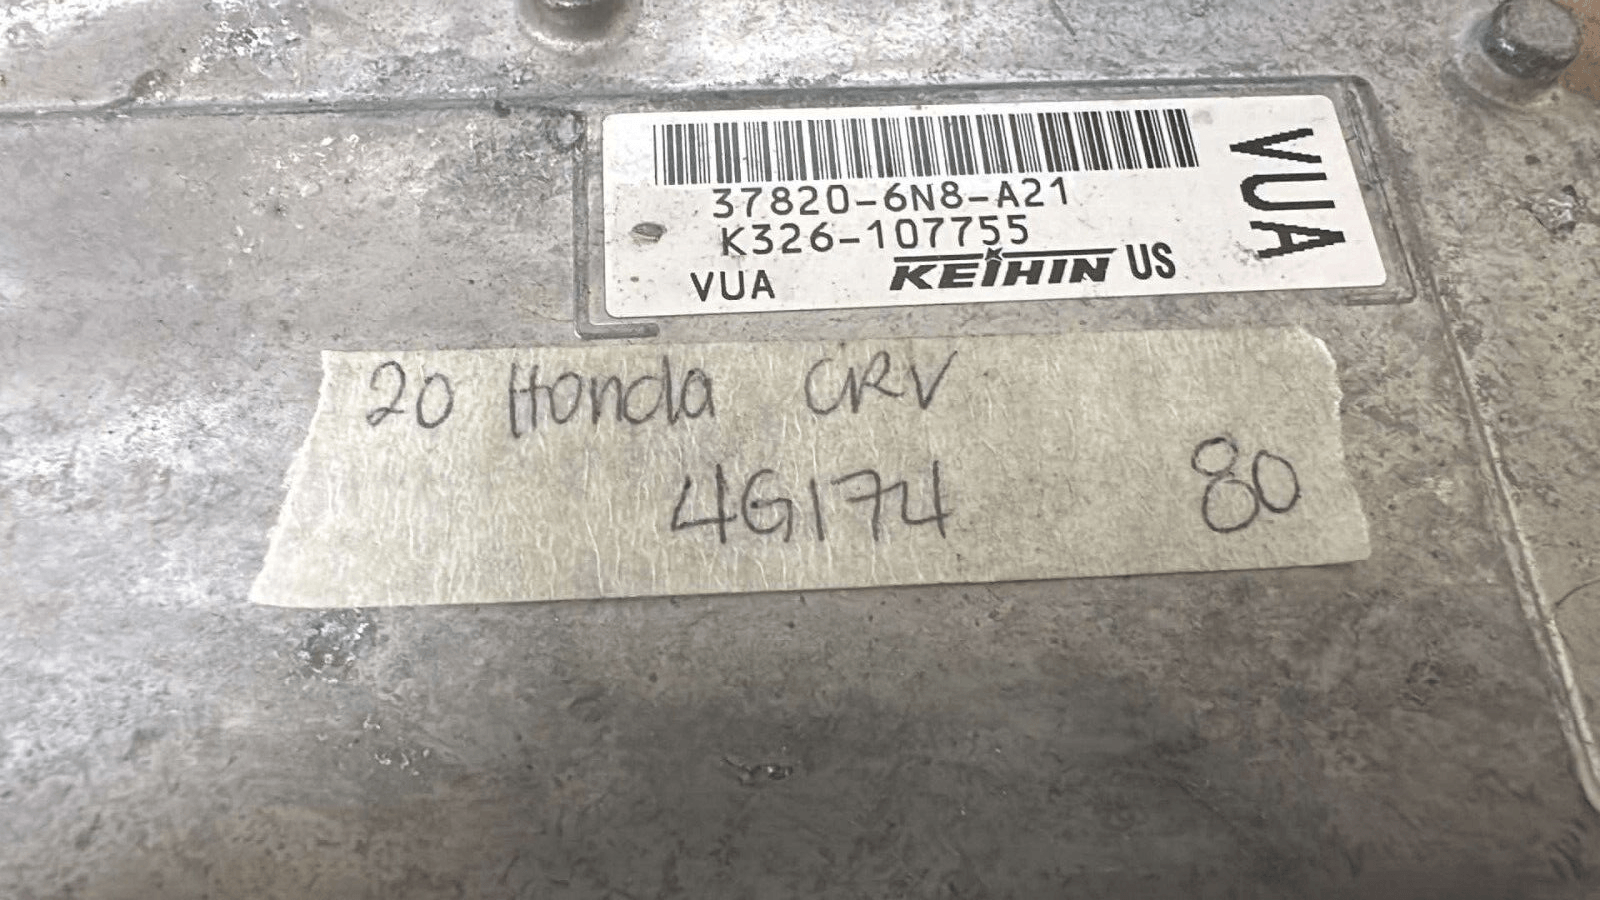 37820-6N8-A21
K326-107755
VUA KEIHIN US
VUA
20 Honda CRV
4G174 80